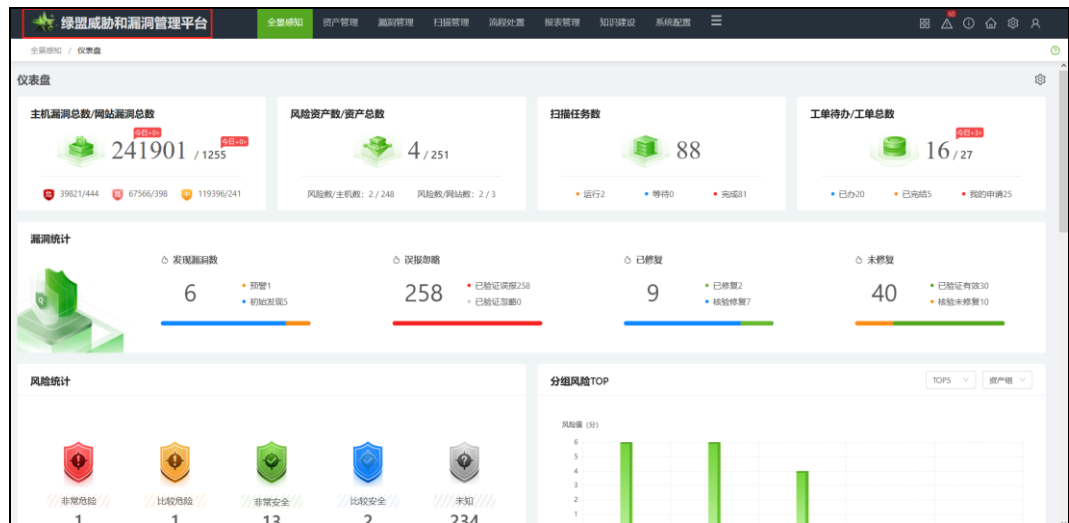 绿盟威胁和漏洞管理平台 全景感知 资产管理 漏洞管理 扫描管理 流程处置 报表管理 知识建设 系统配置 60
全景感知 / 仪表盘
仪表盘
主机漏洞总数/网站漏洞总数 风险资产数/资产总数 扫描任务数 工单待办/工单总数
今日+0 今日+0 今日+3
241901 / 1255 4 / 251 88 16 / 27
高 39821/444 67566/398 中 119396/241 风险数/主机数: 2 / 248 风险数/网站数: 2 / 3 运行2 等待0 完成81 已办20 已完结5 我的申请25
漏洞统计
发现漏洞数 误报忽略 已修复 未修复
6 预警1 258 已验证误报258 9 已修复2 40 已验证有效30
初始发现5 已验证忽略0 核验修复7 核验未修复10
风险统计 分组风险TOP TOP5 资产组
风险值 (分)
6
5
4
3
2
1
非常危险 比较危险 非常安全 比较安全 未知
1 1 13 2 234